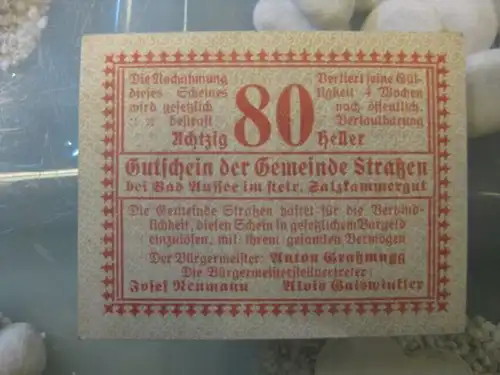 Die Nachahmung
dieses Scheines
wird gesetzlich
bestraft
80
Verliert seine Gül-
tigkeit 4 Wochen
nach öffentlich.
Verlautbarung
Achtzig Heller
Gutschein der Gemeinde Straßen
bei Bad Aussee im steir. Salzkammergut
Die Gemeinde Straßen haftet für die Verbind-
lichkeit, diesen Schein in gesetzlichem Bargeld
einzulösen, mit ihrem gesamten Vermögen
Der Bürgermeister: Anton Grasmugg
Die Bürgermeisterstellvertreter
Josef Neumann Alois Gaiswinkler